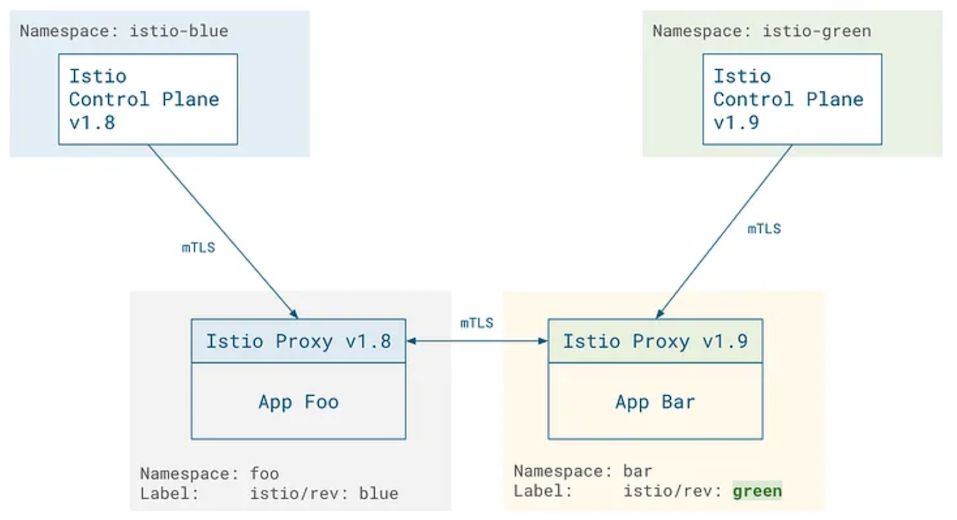 Namespace: istio-blue
Istio
Control Plane
v1.8
Namespace: istio-green
Istio
Control Plane
v1.9
mTLS
mTLS
mTLS
Istio Proxy v1.8
App Foo
Namespace: foo
Label: istio/rev: blue
Istio Proxy v1.9
App Bar
Namespace: bar
Label: istio/rev: green